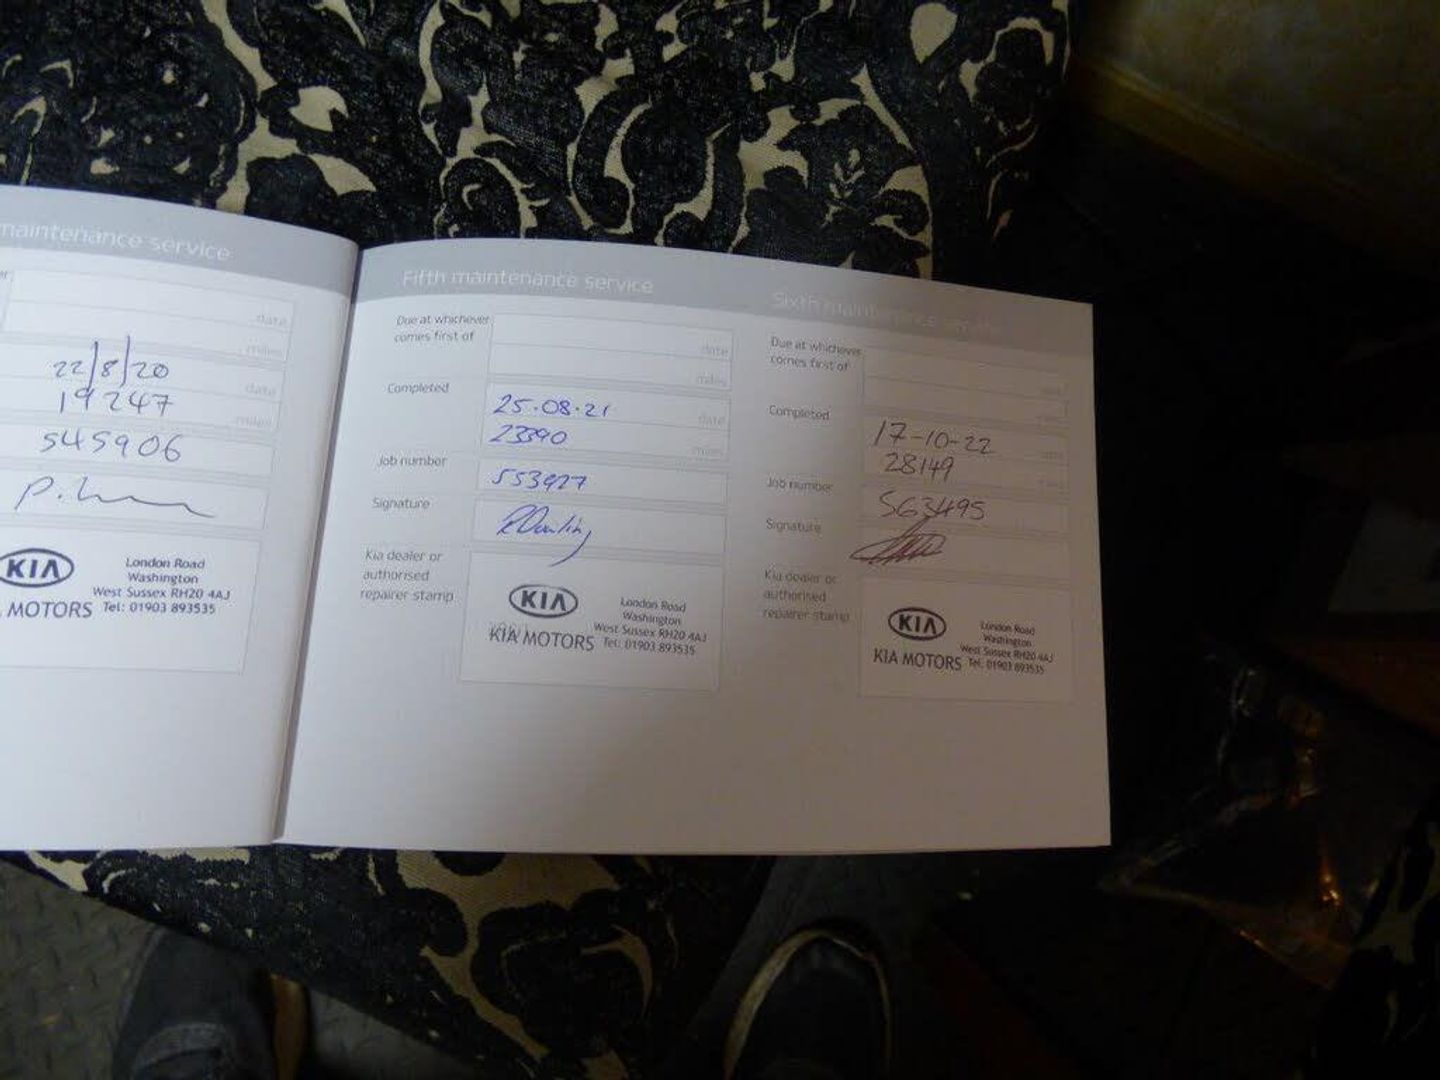 maintenance service
date
miles
22/8/20
date
19247
miles
545906
KIA
MOTORS
London Road
Washington
West Sussex RH20 4AJ
Tel: 01903 893535
Fifth maintenance service
Due at whichever
comes first of
date
miles
Completed
25.08.21
date
23390
miles
Job number
553927
Signature
Kia dealer or
authorised
repairer stamp
KIA
KIA MOTORS
London Road
Washington
West Sussex RH20 4AJ
Tel: 01903 893535
Sixth maintenance service
Due at whichever
comes first of
Completed
17-10-22
28149
Job number
563495
Signature
Kia dealer or
authorised
repairer stamp
KIA
KIA MOTORS
London Road
Washington
West Sussex RH20 4AJ
Tel: 01903 893535